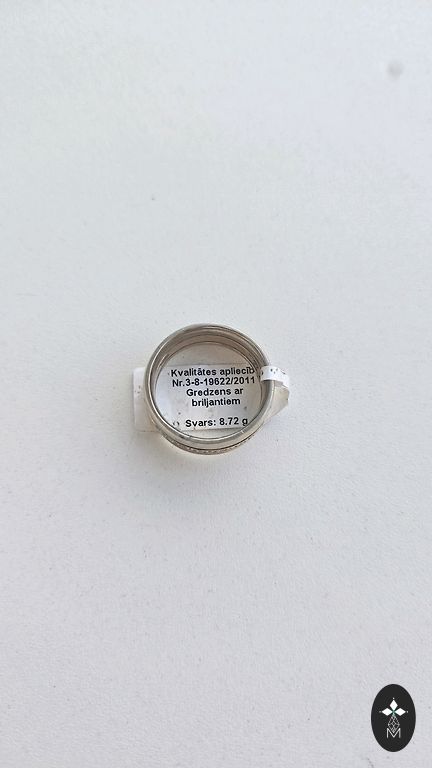 Kvalitātes apliecīb
Nr.3-8-19622/2011
Gredzens ar
briljantiem
Svars: 8.72 g
M